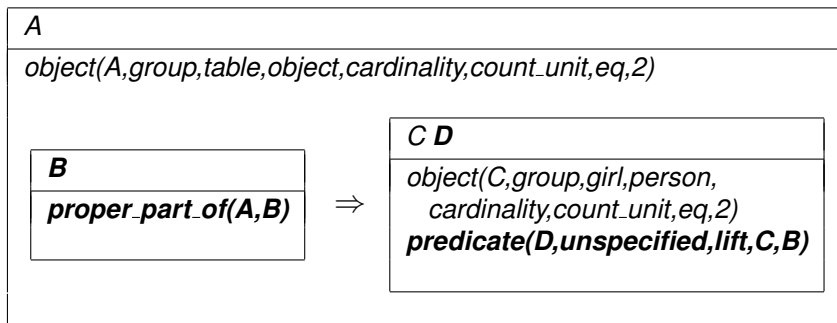 A
object(A,group,table,object,cardinality,count_unit,eq,2)
B
proper_part_of(A,B)
⇒
C D
object(C,group,girl,person,
cardinality,count_unit,eq,2)
predicate(D,unspecified,lift,C,B)